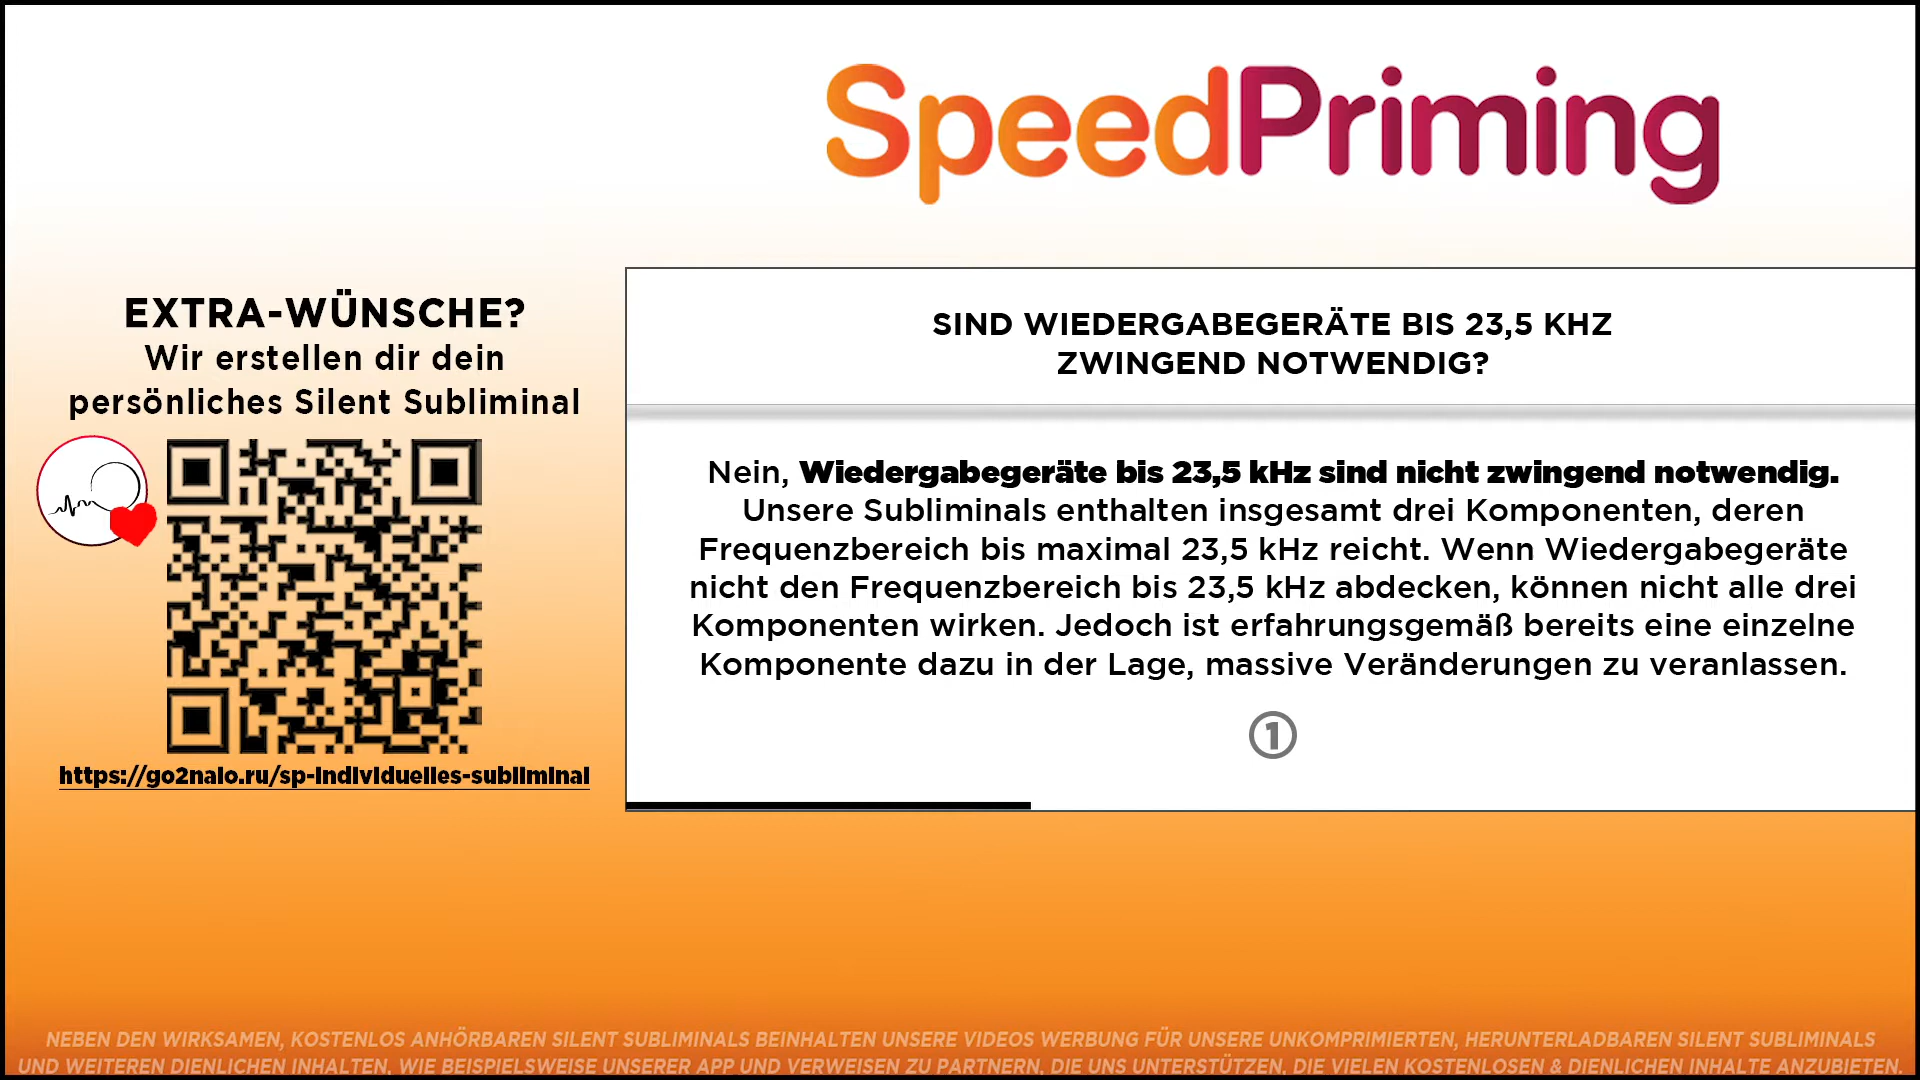 SpeedPriming
EXTRA-WÜNSCHE?
Wir erstellen dir dein
persönliches Silent Subliminal
https://go2nalo.ru/sp-individuelles-subliminal
SIND WIEDERGABEGERÄTE BIS 23,5 KHZ
ZWINGEND NOTWENDIG?
Nein, Wiedergabegeräte bis 23,5 kHz sind nicht zwingend notwendig.
Unsere Subliminals enthalten insgesamt drei Komponenten, deren
Frequenzbereich bis maximal 23,5 kHz reicht. Wenn Wiedergabegeräte
nicht den Frequenzbereich bis 23,5 kHz abdecken, können nicht alle drei
Komponenten wirken. Jedoch ist erfahrungsgemäß bereits eine einzelne
Komponente dazu in der Lage, massive Veränderungen zu veranlassen.
①
NEBEN DEN WIRKSAMEN, KOSTENLOS ANHÖRBAREN SILENT SUBLIMINALS BEINHALTEN UNSERE VIDEOS WERBUNG FÜR UNSERE UNKOMPRIMIERTEN, HERUNTERLADBAREN SILENT SUBLIMINALS
UND WEITEREN DIENLICHEN INHALTEN, WIE BEISPIELSWEISE UNSERER APP UND VERWEISEN ZU PARTNERN, DIE UNS UNTERSTÜTZEN, DIE VIELEN KOSTENLOSEN & DIENLICHEN INHALTE ANZUBIETEN.